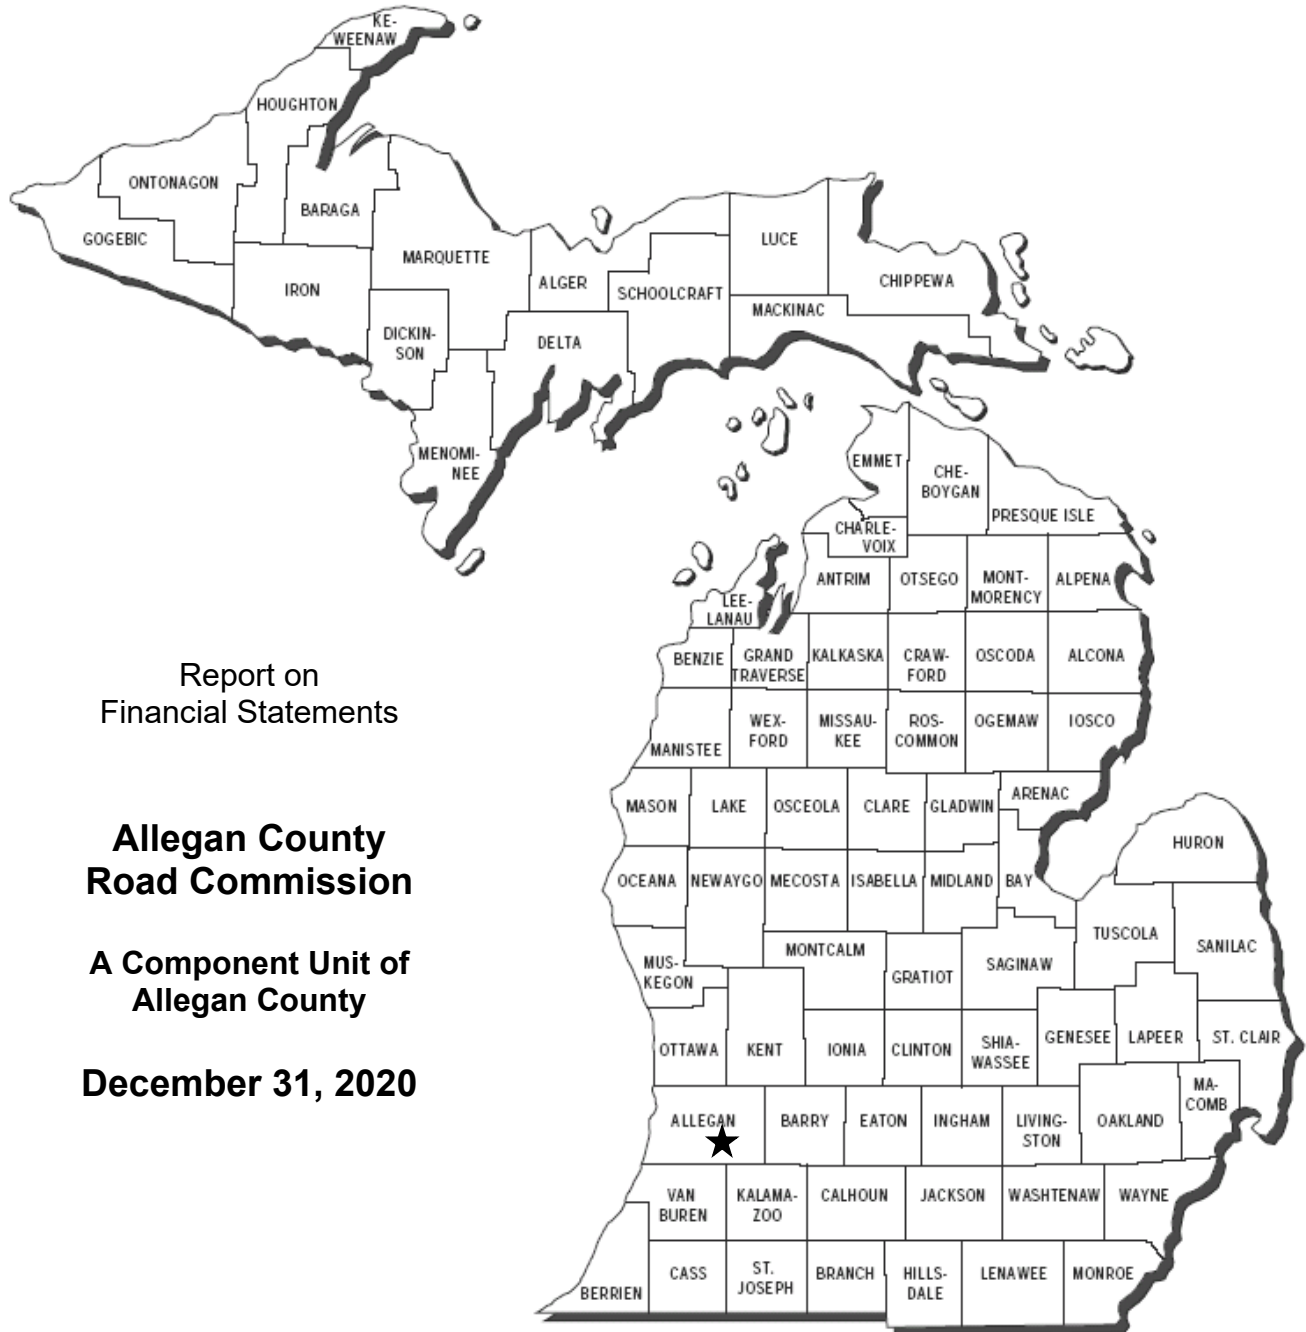 KE-
WEENAW
HOUGHTON
ONTONAGON
BARAGA
GOGEBIC
MARQUETTE
IRON
ALGER
SCHOOLCRAFT
LUCE
CHIPPEWA
MACKINAC
DICKIN-
SON
DELTA
MENOMI-
NEE
EMMET
CHE-
BOYGAN
PRESQUE ISLE
CHARLE-
VOIX
ANTRIM
OTSEGO
MONT-
MORENCY
ALPENA
LEE-
LANAU
BENZIE
GRAND
TRAVERSE
KALKASKA
CRAW-
FORD
OSCODA
ALCONA
MANISTEE
WEX-
FORD
MISSAU-
KEE
ROS-
COMMON
OGEMAW
IOSCO
MASON
LAKE
OSCEOLA
CLARE
GLADWIN
ARENAC
HURON
OCEANA
NEWAYGO
MECOSTA
ISABELLA
MIDLAND
BAY
TUSCOLA
SANILAC
MUS-
KEGON
MONTCALM
GRATIOT
SAGINAW
OTTAWA
KENT
IONIA
CLINTON
SHIA-
WASSEE
GENESEE
LAPEER
ST. CLAIR
MA-
COMB
ALLEGAN
BARRY
EATON
INGHAM
LIVING-
STON
OAKLAND
VAN
BUREN
KALAMA-
ZOO
CALHOUN
JACKSON
WASHTENAW
WAYNE
BERRIEN
CASS
ST.
JOSEPH
BRANCH
HILLS-
DALE
LENAWEE
MONROE
Report on
Financial Statements
Allegan County
Road Commission
A Component Unit of
Allegan County
December 31, 2020